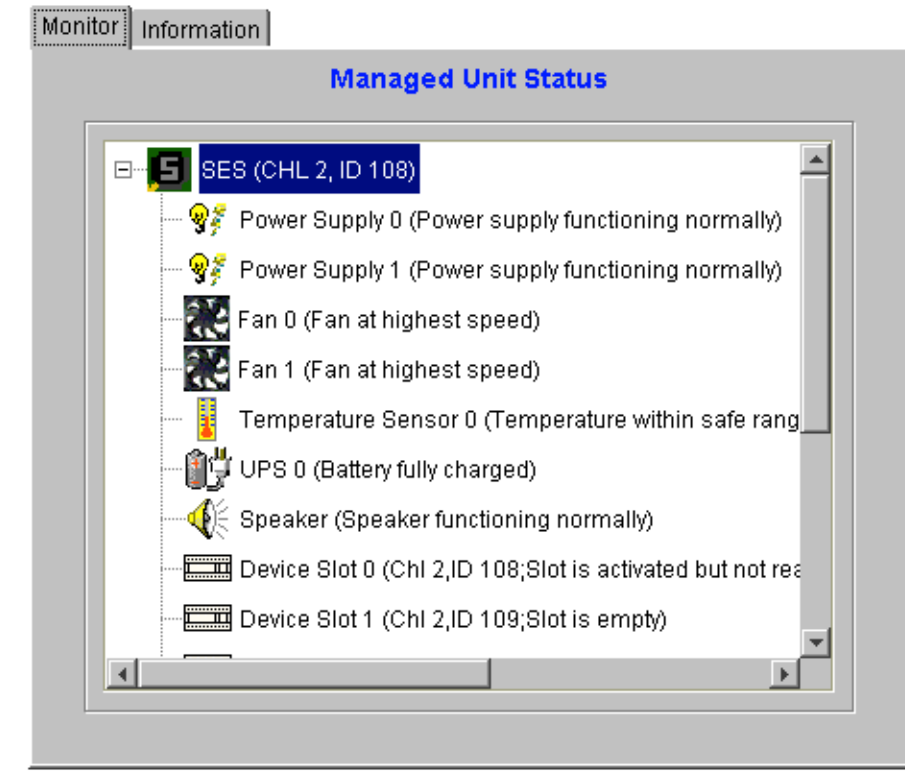 Monitor Information
Managed Unit Status
SES (CHL 2, ID 108)
Power Supply 0 (Power supply functioning normally)
Power Supply 1 (Power supply functioning normally)
Fan 0 (Fan at highest speed)
Fan 1 (Fan at highest speed)
Temperature Sensor 0 (Temperature within safe rang
UPS 0 (Battery fully charged)
Speaker (Speaker functioning normally)
Device Slot 0 (Chl 2,ID 108;Slot is activated but not rea
Device Slot 1 (Chl 2,ID 109;Slot is empty)